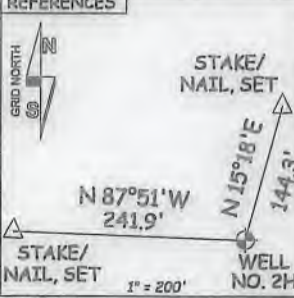 REFERENCES
GRID NORTH
N
S
STAKE/
NAIL, SET
N 15°18'E
144.3'
N 87°51'W
241.9'
STAKE/
NAIL, SET
1" = 200'
WELL
NO. 2H